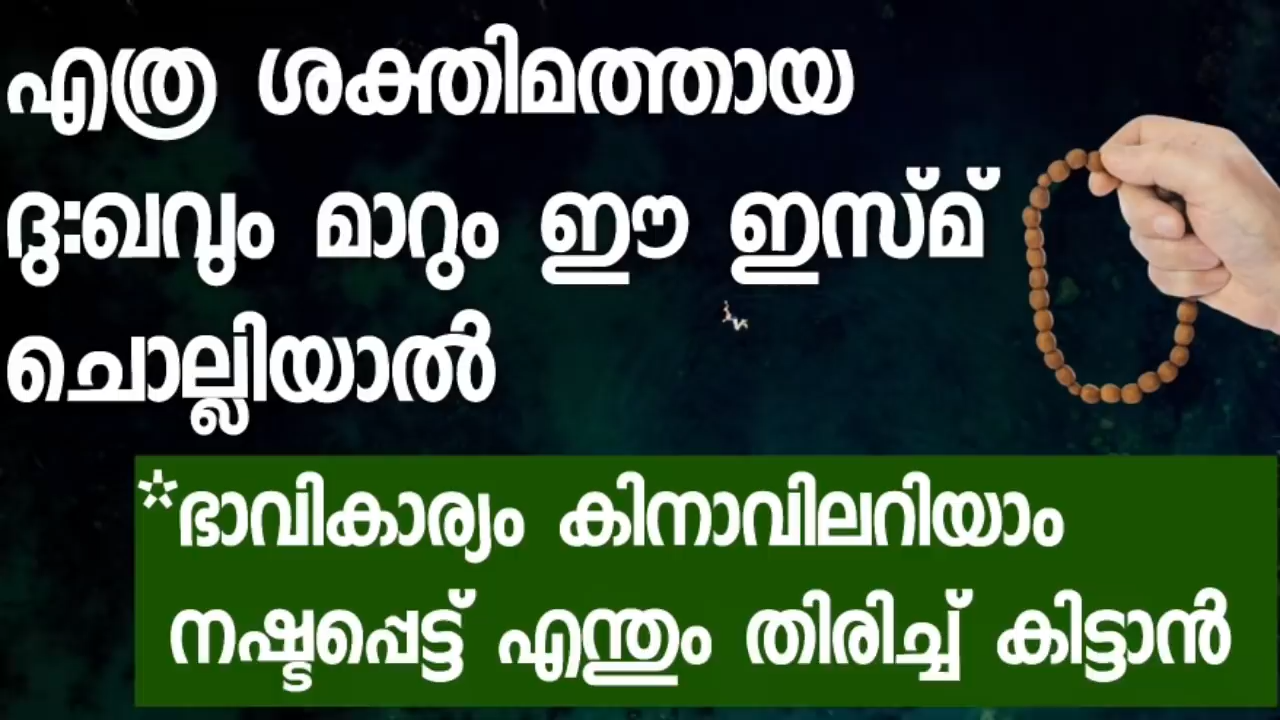 എത്ര ശക്തിമത്തായ
ദുഃഖവും മാറും ഈ ഇസ്മ്
ചൊല്ലിയാൽ
*ഭാവികാര്യം കിനാവിലറിയാം
നഷ്ടപ്പെട്ട് എന്തും തിരിച്ച് കിട്ടാൻ